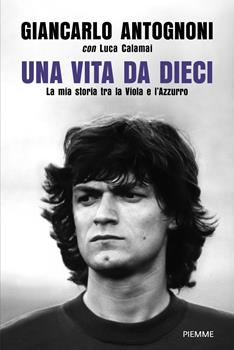 GIANCARLO ANTOGNONI
con Luca Calamai
UNA VITA DA DIECI
La mia storia tra la Viola e l'Azzurro
PIEMME